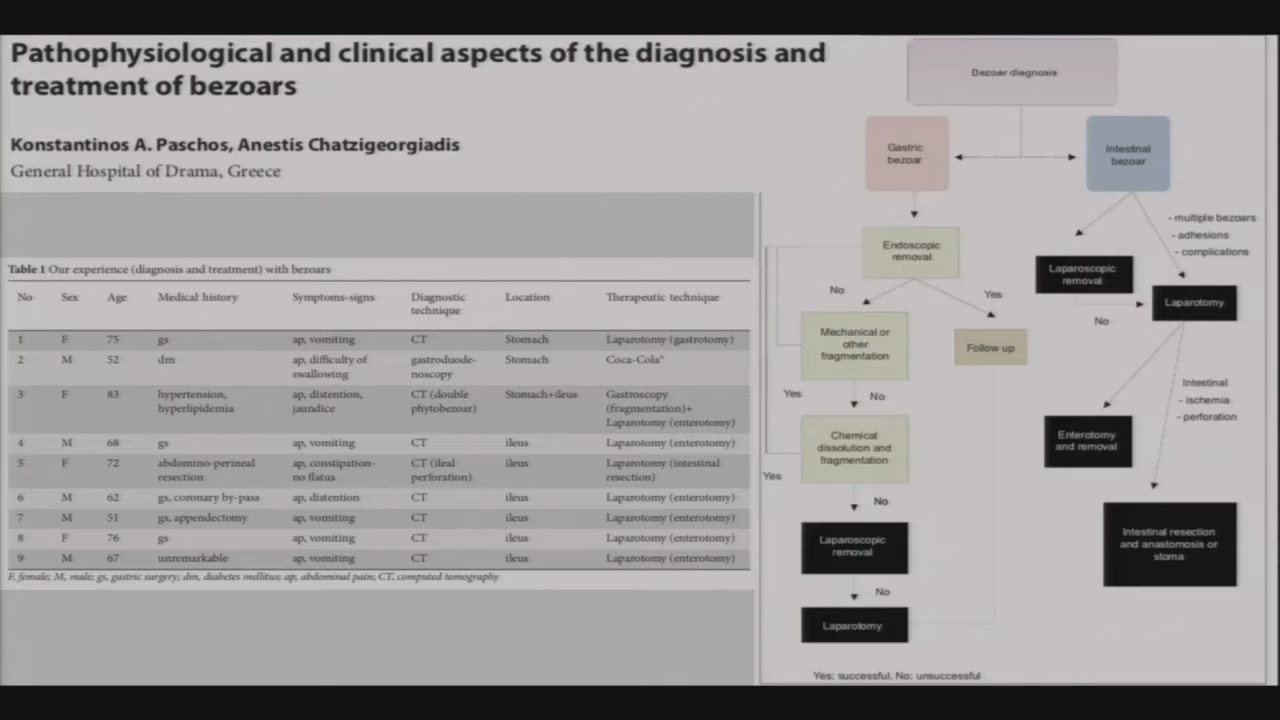 Pathophysiological and clinical aspects of the diagnosis and
treatment of bezoars
Konstantinos A. Paschos, Anestis Chatzigeorgiadis
General Hospital of Drama, Greece
Table 1 Our experience (diagnosis and treatment) with bezoars
No Sex Age Medical history Symptoms-signs Diagnostic technique Location Therapeutic technique
1 F 75 gs ap, vomiting CT Stomach Laparotomy (gastrotomy)
2 M 52 dm ap, difficulty of swallowing gastroduode-noscopy Stomach Coca-Cola*
3 F 83 hypertension, hyperlipidemia ap, distention, jaundice CT (double phytobezoar) Stomach+ileus Gastroscopy (fragmentation)+ Laparotomy (enterotomy)
4 M 68 gs ap, vomiting CT ileus Laparotomy (enterotomy)
5 F 72 abdomino-perineal resection ap, constipation-no flatus CT (ileal perforation) ileus Laparotomy (intestinal resection)
6 M 62 gs, coronary by-pass ap, distention CT ileus Laparotomy (enterotomy)
7 M 51 gs, appendectomy ap, vomiting CT ileus Laparotomy (enterotomy)
8 F 76 gs ap, vomiting CT ileus Laparotomy (enterotomy)
9 M 67 unremarkable ap, vomiting CT ileus Laparotomy (enterotomy)
F, female; M, male; gs, gastric surgery; dm, diabetes mellitus; ap, abdominal pain; CT, computed tomography
Bezoar diagnosis
Gastric
bezoar
Intestinal
bezoar
- multiple bezoars
- adhesions
- complications
Endoscopic
removal
Laparoscopic
removal
No
Yes
Laparotomy
No
Mechanical or
other
fragmentation
Follow up
Yes
No
Intestinal
- ischemia
- perforation
Chemical
dissolution and
fragmentation
Enterotomy
and removal
Yes
No
Laparoscopic
removal
Intestinal resection
and anastomosis or
stoma
No
Laparotomy
Yes: successful, No: unsuccessful